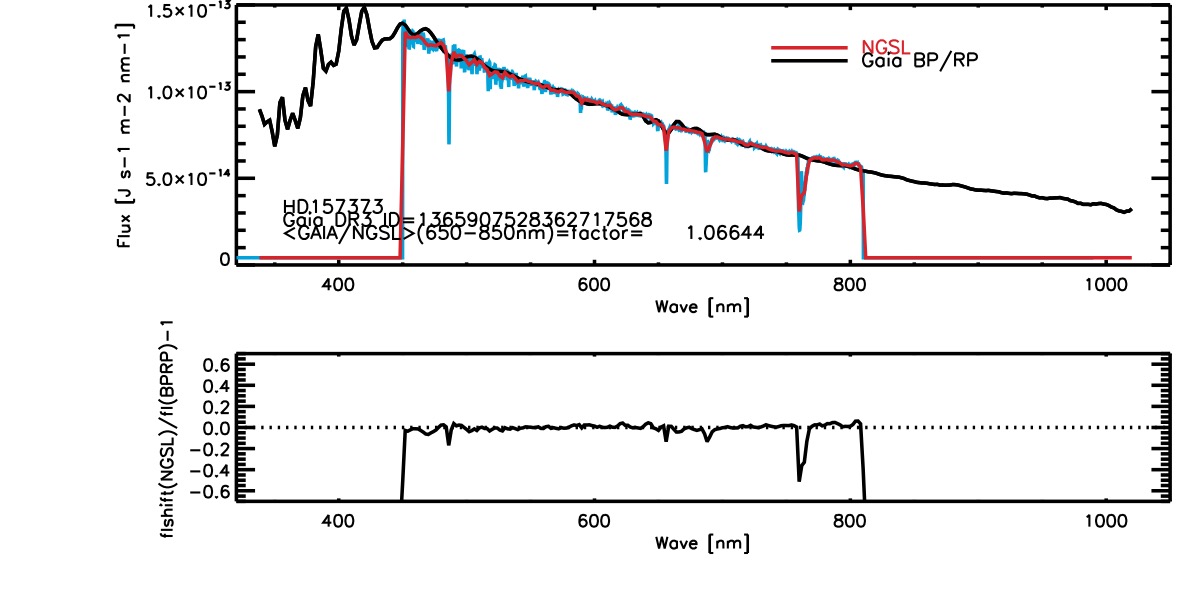 1.5×10−13
1.0×10−13
5.0×10−14
0
Flux [J s−1 m−2 nm−1]
NGSL
Gaia BP/RP
HD157373
Gaia DR3 ID=1365907528362717568
<GAIA/NGSL>(650−850nm)=factor= 1.06644
400 600 800 1000
Wave [nm]
flshift(NGSL)/fl(BPRP)−1
0.6
0.4
0.2
0.0
−0.2
−0.4
−0.6
400 600 800 1000
Wave [nm]